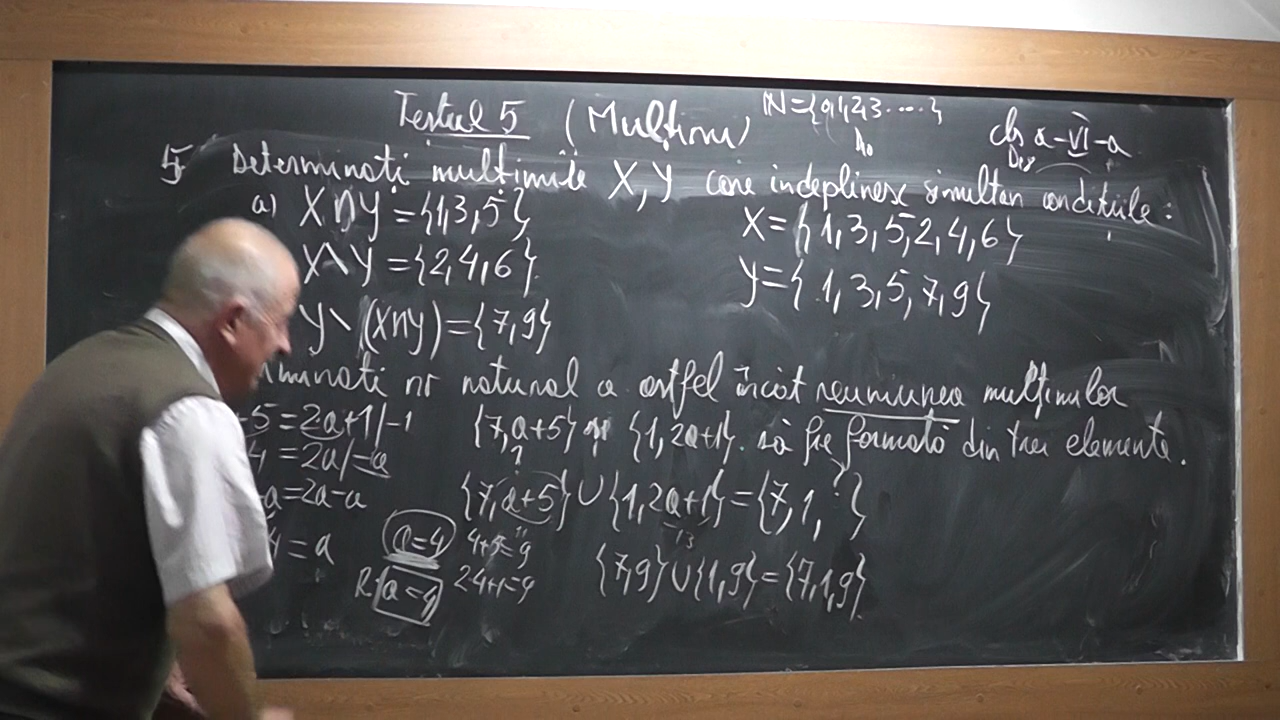 Testul 5 (Mulțimi) N={0,1,2,3....}
cls a-VI-a
5 Determinați mulțimile X, Y care îndeplinesc simultan condițiile:
a) X∩Y={1,3,5} X={1,3,5,2,4,6}
X\Y={2,4,6} Y={1,3,5,7,9}
Y\(X∩Y)={7,9}
minați nr natural a astfel încât reuniunea mulțimilor
+5=2a+1/-1 {7,a+5} și {1,2a+1}. să fie formată din trei elemente.
4=2a/-a
a=2a-a {7,a+5}∪{1,2a+1}={7,1,?}
13
4=a a=4 4+5=9
R/a=4 2·4+1=9 {7,9}∪{1,9}={7,1,9}